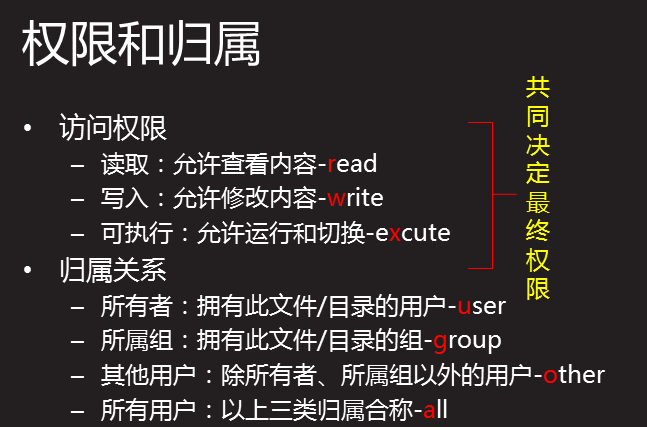 权限和归属
• 访问权限
– 读取：允许查看内容-read
– 写入：允许修改内容-write
– 可执行：允许运行和切换-excute
• 归属关系
– 所有者：拥有此文件/目录的用户-user
– 所属组：拥有此文件/目录的组-group
– 其他用户：除所有者、所属组以外的用户-other
– 所有用户：以上三类归属合称-all
共同决定最终权限